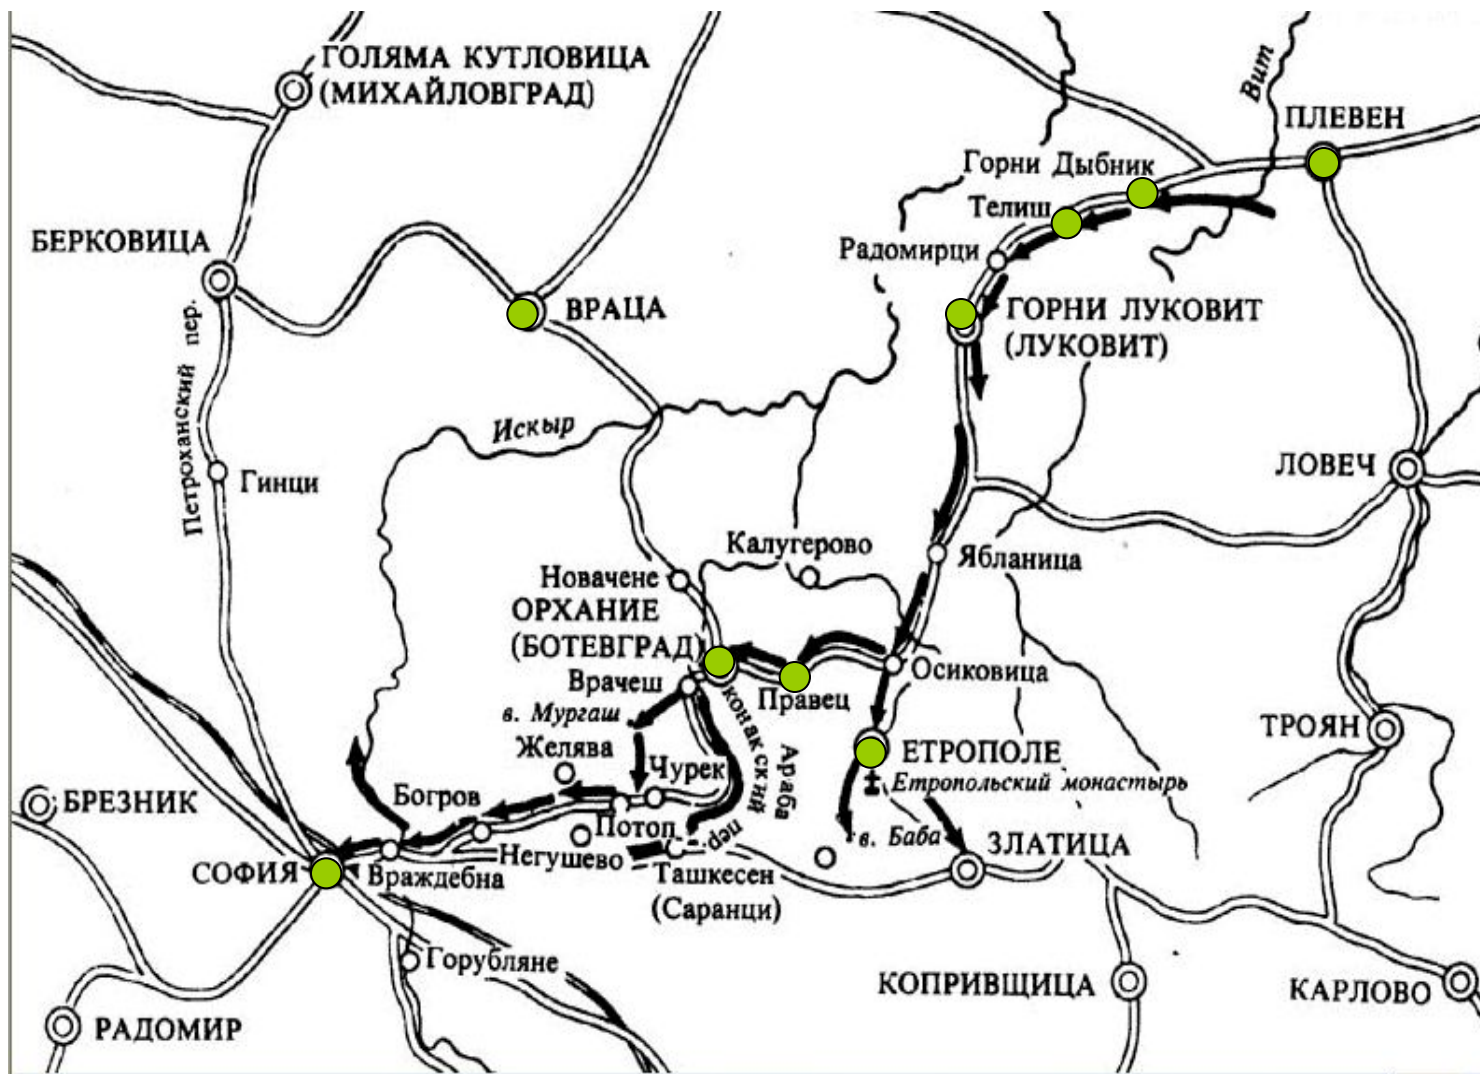 ГОЛЯМА КУТЛОВИЦА
(МИХАЙЛОВГРАД)
Вит
ПЛЕВЕН
Горни Дыбник
Телиш
Радомирци
БЕРКОВИЦА
Петроханский пер.
ВРАЦА
ГОРНИ ЛУКОВИТ
(ЛУКОВИТ)
Искыр
Гинци
ЛОВЕЧ
Калугерово
Ябланица
Новачене
ОРХАНИЕ
(БОТЕВГРАД)
Осиковица
Врачеш
Правец
в. Мургаш
Араба
конакский
пер.
ТРОЯН
Желява
Чурек
ЕТРОПОЛЕ
Етропольский монастырь
БРЕЗНИК
Богров
Потоп
в. Баба
ЗЛАТИЦА
Негушево
СОФИЯ
Враждебна
Ташкесен
(Саранци)
Горубляне
КОПРИВЩИЦА
КАРЛОВО
РАДОМИР